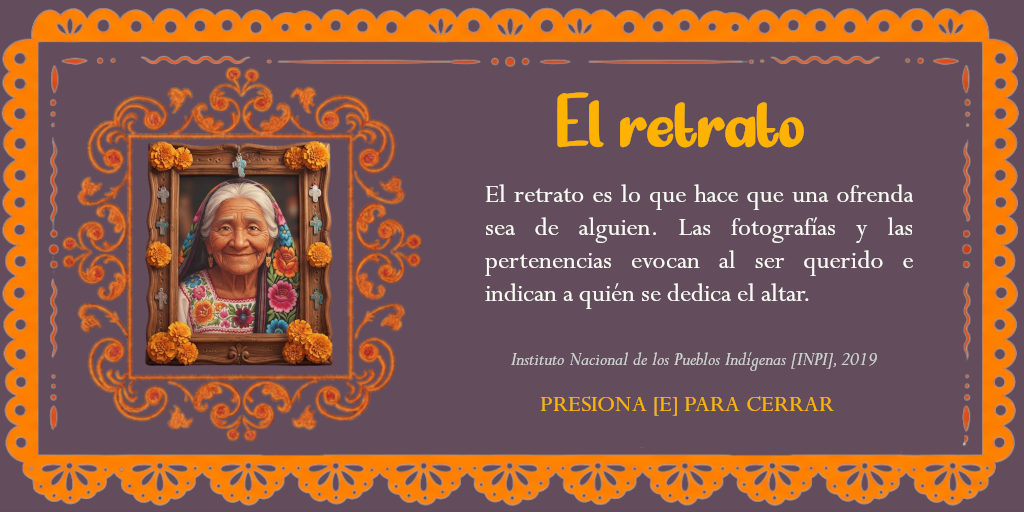 El retrato
El retrato es lo que hace que una ofrenda
sea de alguien. Las fotografías y las
pertenencias evocan al ser querido e
indican a quién se dedica el altar.
Instituto Nacional de los Pueblos Indígenas [INPI], 2019
PRESIONA [E] PARA CERRAR